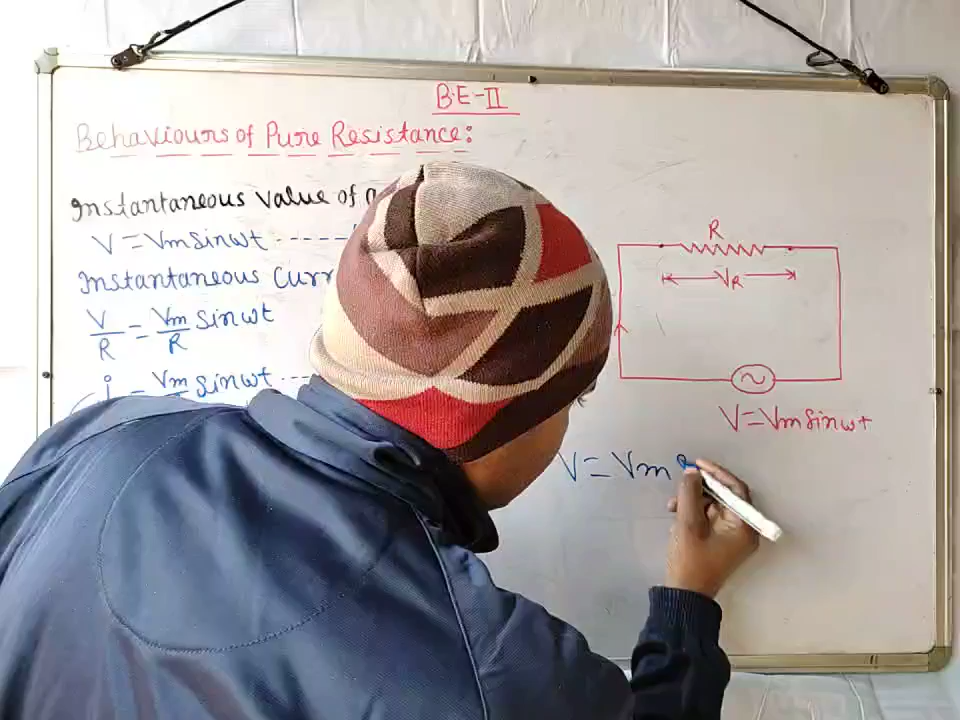 B.E-II
Behaviours of Pure Resistance:
Instantaneous Value of
V = Vm sinωt -----
Instantaneous
V/R = Vm/R sinωt
i = Vm sinωt ---
R
VR
V = Vm sinωt
V = Vm